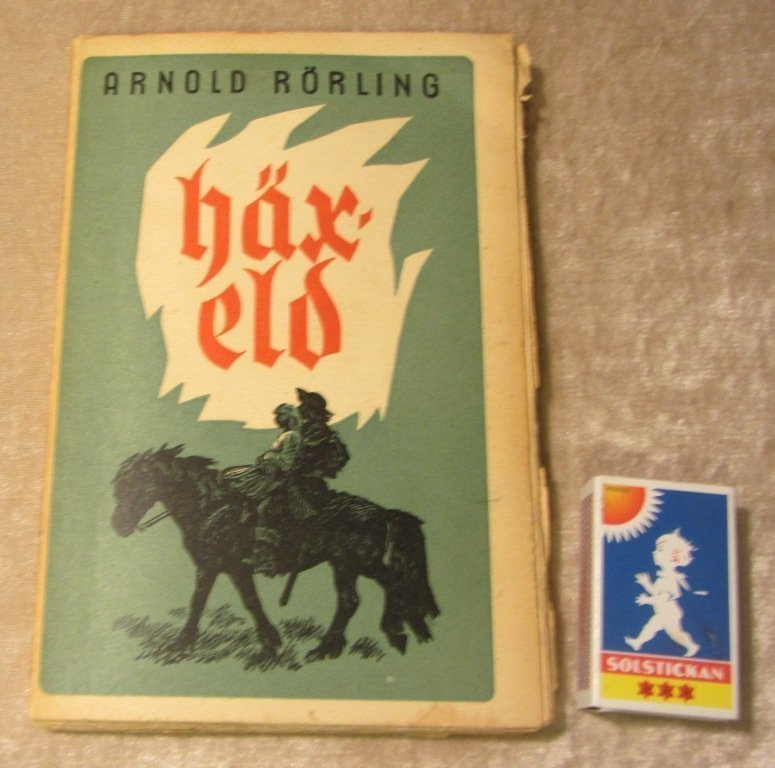 ARNOLD RÖRLING
häx-
eld
SOLSTICKAN